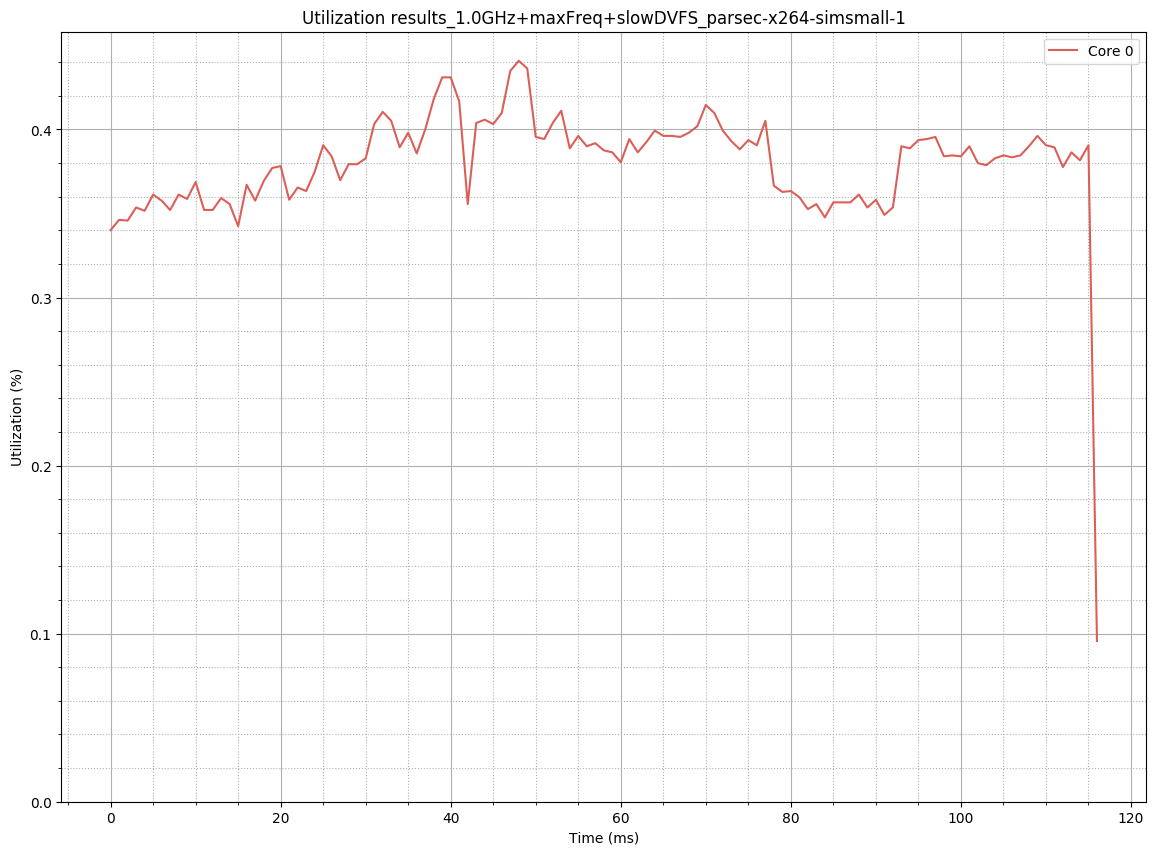 Utilization results_1.0GHz+maxFreq+slowDVFS_parsec-x264-simsmall-1
Core 0
Utilization (%)
0.4
0.3
0.2
0.1
0.0
0 20 40 60 80 100 120
Time (ms)